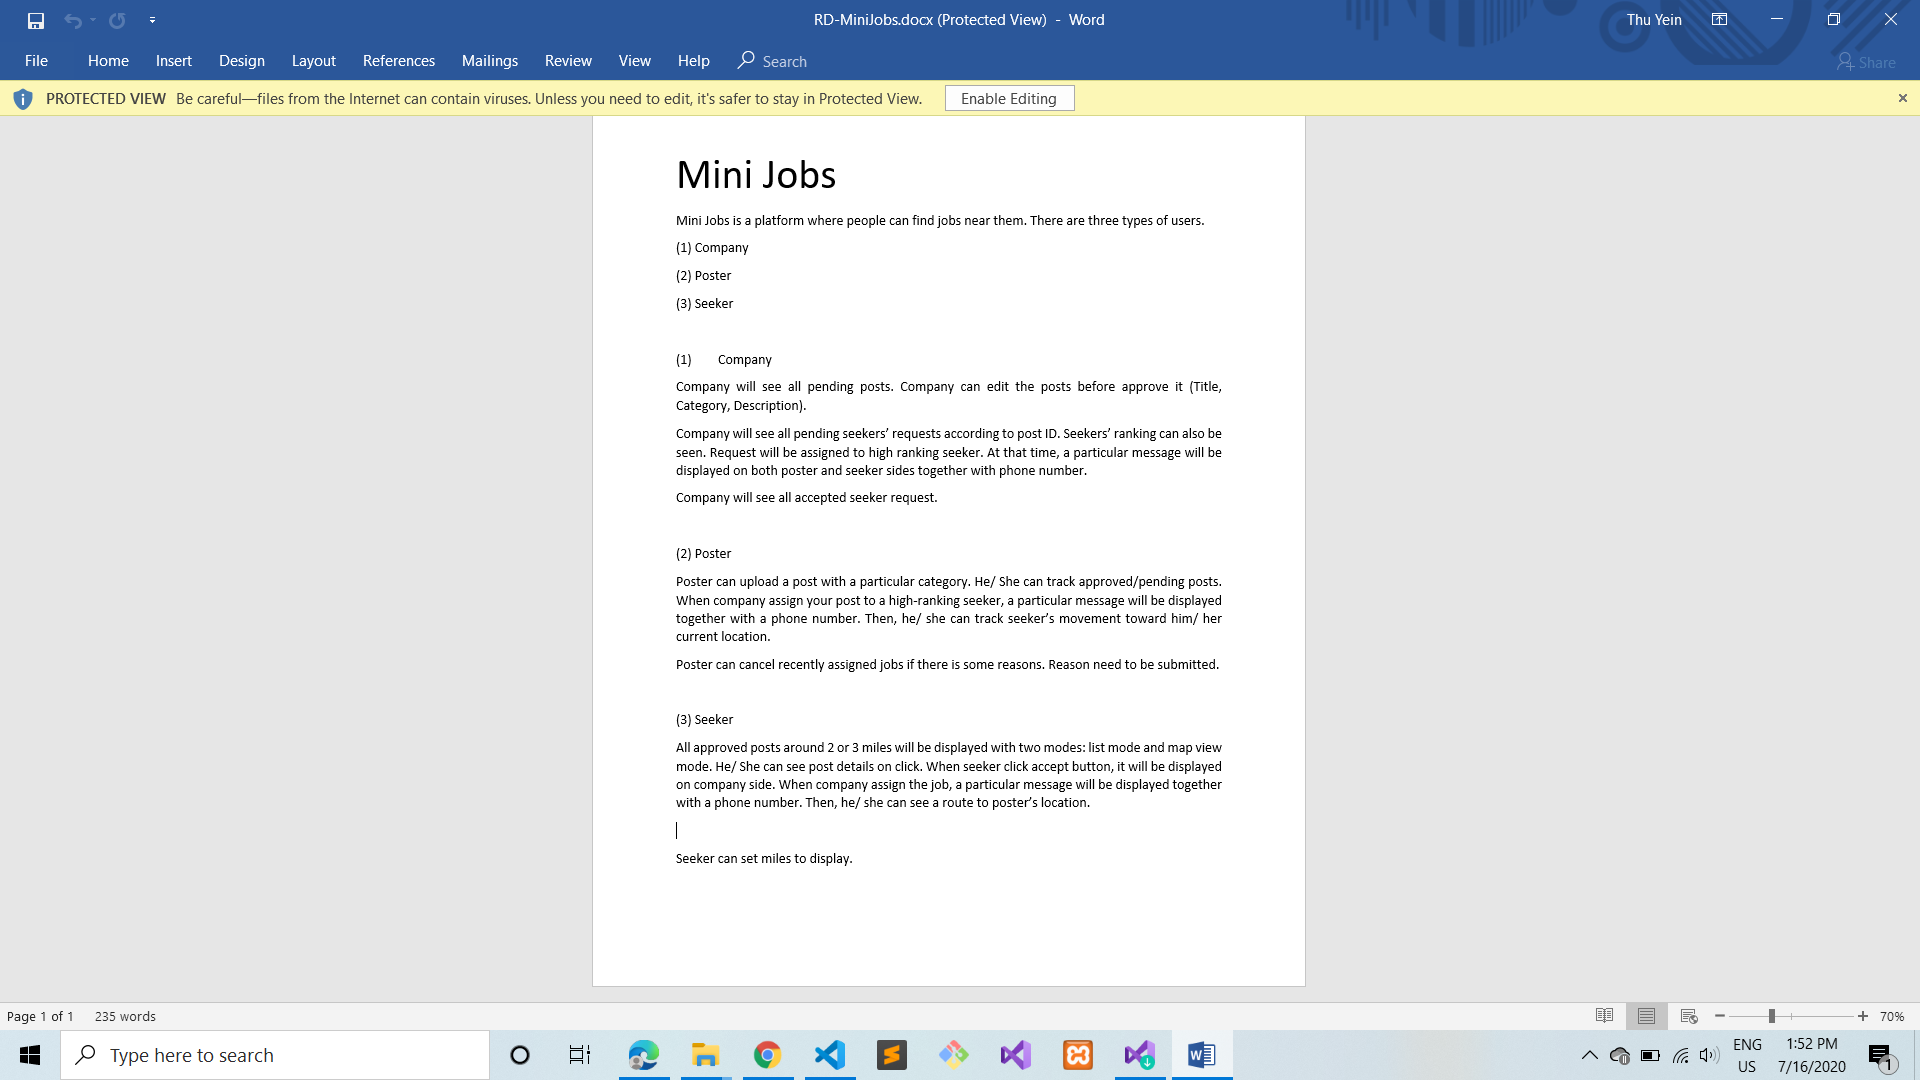 RD-MiniJobs.docx (Protected View) - Word
Thu Yein
File Home Insert Design Layout References Mailings Review View Help Search
Share
PROTECTED VIEW Be careful—files from the Internet can contain viruses. Unless you need to edit, it's safer to stay in Protected View. Enable Editing
Mini Jobs
Mini Jobs is a platform where people can find jobs near them. There are three types of users.
(1) Company
(2) Poster
(3) Seeker
(1) Company
Company will see all pending posts. Company can edit the posts before approve it (Title,
Category, Description).
Company will see all pending seekers’ requests according to post ID. Seekers’ ranking can also be
seen. Request will be assigned to high ranking seeker. At that time, a particular message will be
displayed on both poster and seeker sides together with phone number.
Company will see all accepted seeker request.
(2) Poster
Poster can upload a post with a particular category. He/ She can track approved/pending posts.
When company assign your post to a high-ranking seeker, a particular message will be displayed
together with a phone number. Then, he/ she can track seeker’s movement toward him/ her
current location.
Poster can cancel recently assigned jobs if there is some reasons. Reason need to be submitted.
(3) Seeker
All approved posts around 2 or 3 miles will be displayed with two modes: list mode and map view
mode. He/ She can see post details on click. When seeker click accept button, it will be displayed
on company side. When company assign the job, a particular message will be displayed together
with a phone number. Then, he/ she can see a route to poster’s location.
Seeker can set miles to display.
Page 1 of 1 235 words
70%
Type here to search
ENG
US
1:52 PM
7/16/2020
1